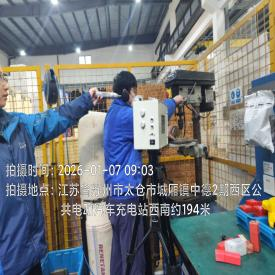 拍摄时间: 2026-01-07 09:03
拍摄地点: 江苏省苏州市太仓市城厢镇中德2期西区公
共电动汽车充电站西南约194米